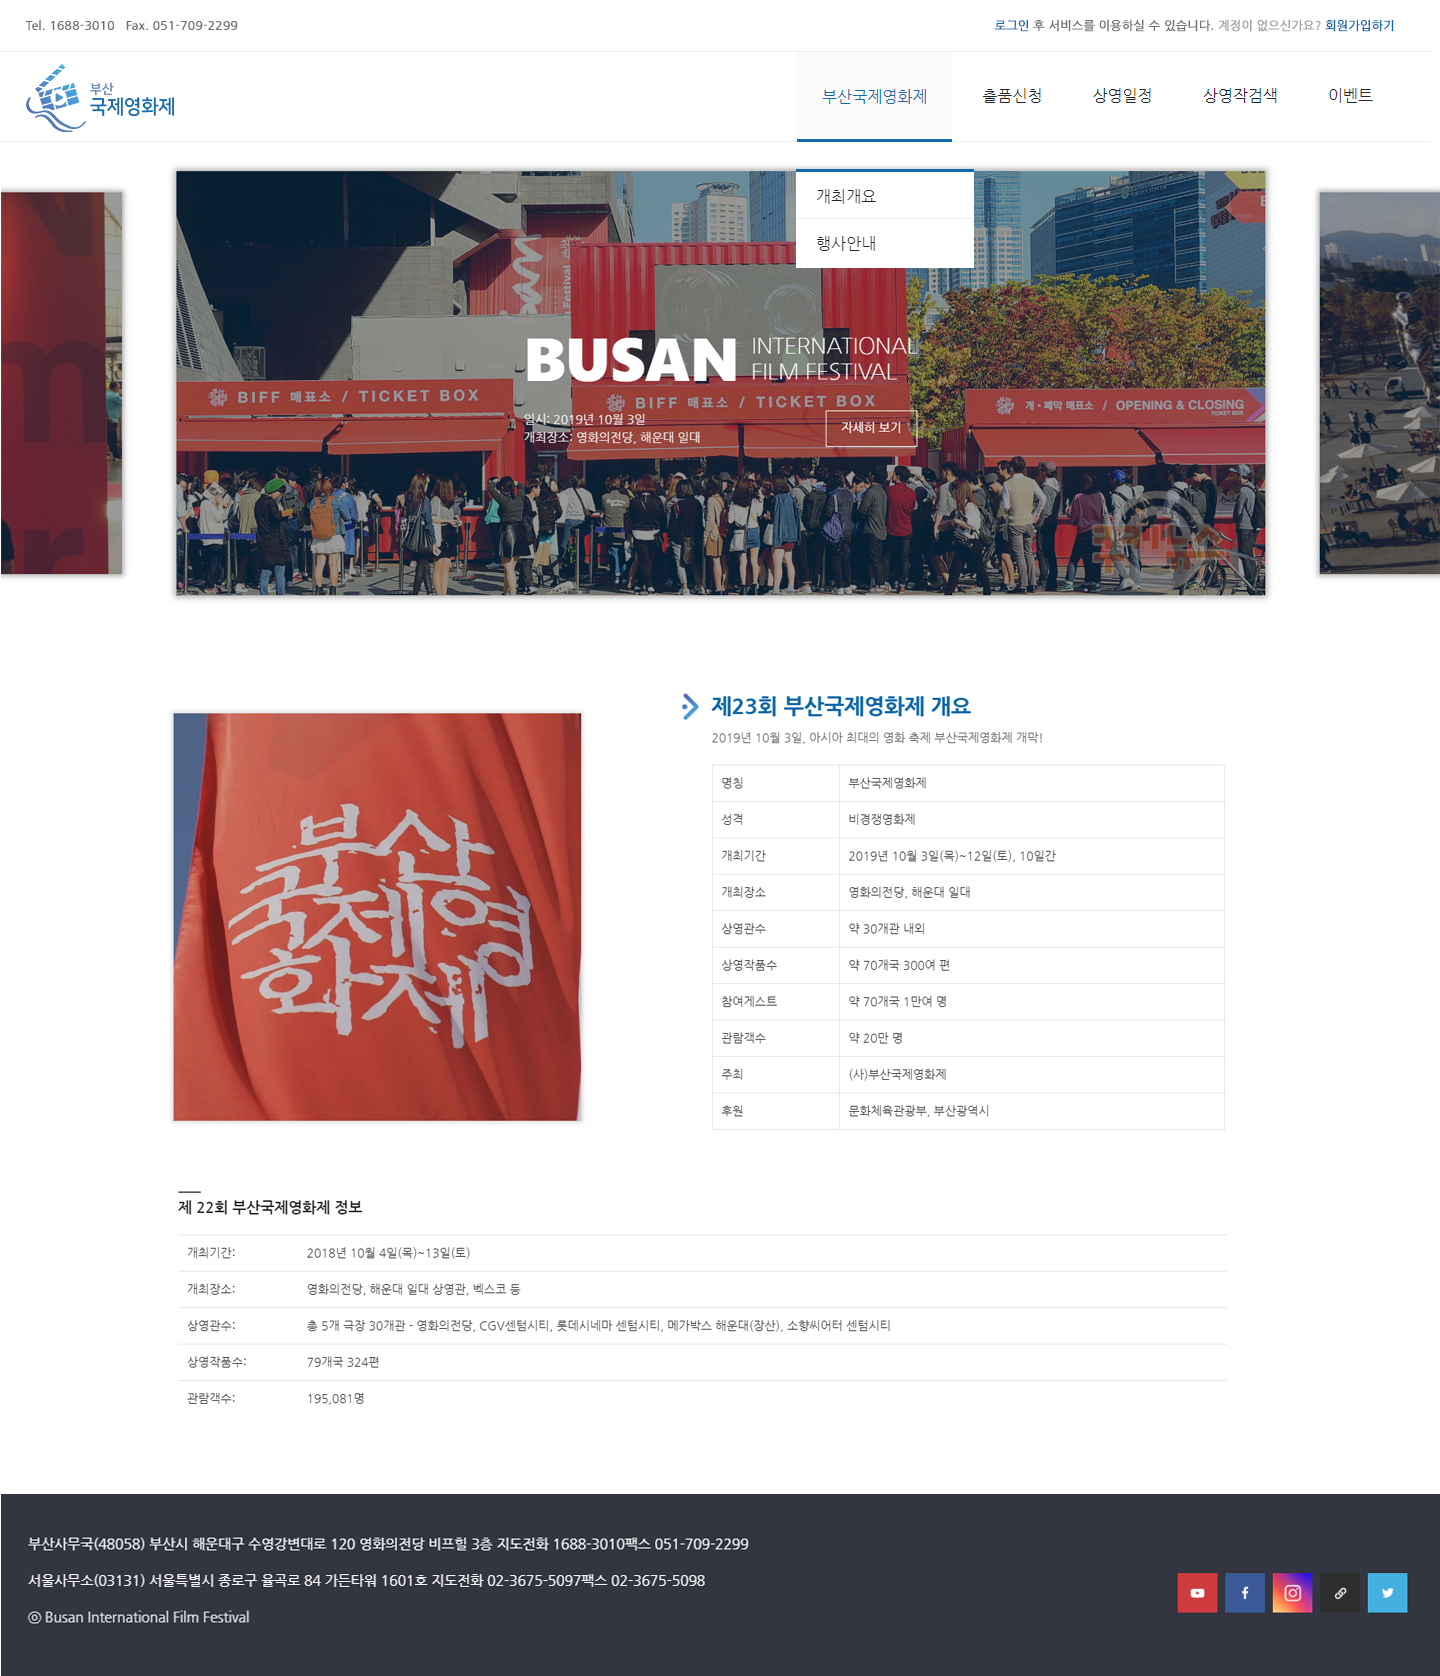 Tel. 1688-3010 Fax. 051-709-2299
로그인 후 서비스를 이용하실 수 있습니다. 계정이 없으신가요? 회원가입하기
부산
국제영화제
부산국제영화제 출품신청 상영일정 상영작검색 이벤트
개최개요
행사안내
Festival
BUSAN INTERNATIONAL
FILM FESTIVAL
BIFF 매표소 / TICKET BOX
BIFF 매표소 / TICKET BOX
개·폐막 매표소 / OPENING & CLOSING
TICKET BOX
일시: 2019년 10월 3일
개최장소: 영화의전당, 해운대 일대
자세히 보기
부산
국제영
화제
제23회 부산국제영화제 개요
2019년 10월 3일, 아시아 최대의 영화 축제 부산국제영화제 개막!
명칭 부산국제영화제
성격 비경쟁영화제
개최기간 2019년 10월 3일(목)~12일(토), 10일간
개최장소 영화의전당, 해운대 일대
상영관수 약 30개관 내외
상영작품수 약 70개국 300여 편
참여게스트 약 70개국 1만여 명
관람객수 약 20만 명
주최 (사)부산국제영화제
후원 문화체육관광부, 부산광역시
제 22회 부산국제영화제 정보
개최기간: 2018년 10월 4일(목)~13일(토)
개최장소: 영화의전당, 해운대 일대 상영관, 벡스코 등
상영관수: 총 5개 극장 30개관 - 영화의전당, CGV센텀시티, 롯데시네마 센텀시티, 메가박스 해운대(장산), 소향씨어터 센텀시티
상영작품수: 79개국 324편
관람객수: 195,081명
부산사무국(48058) 부산시 해운대구 수영강변대로 120 영화의전당 비프힐 3층 지도전화 1688-3010팩스 051-709-2299
서울사무소(03131) 서울특별시 종로구 율곡로 84 가든타워 1601호 지도전화 02-3675-5097팩스 02-3675-5098
ⓒ Busan International Film Festival